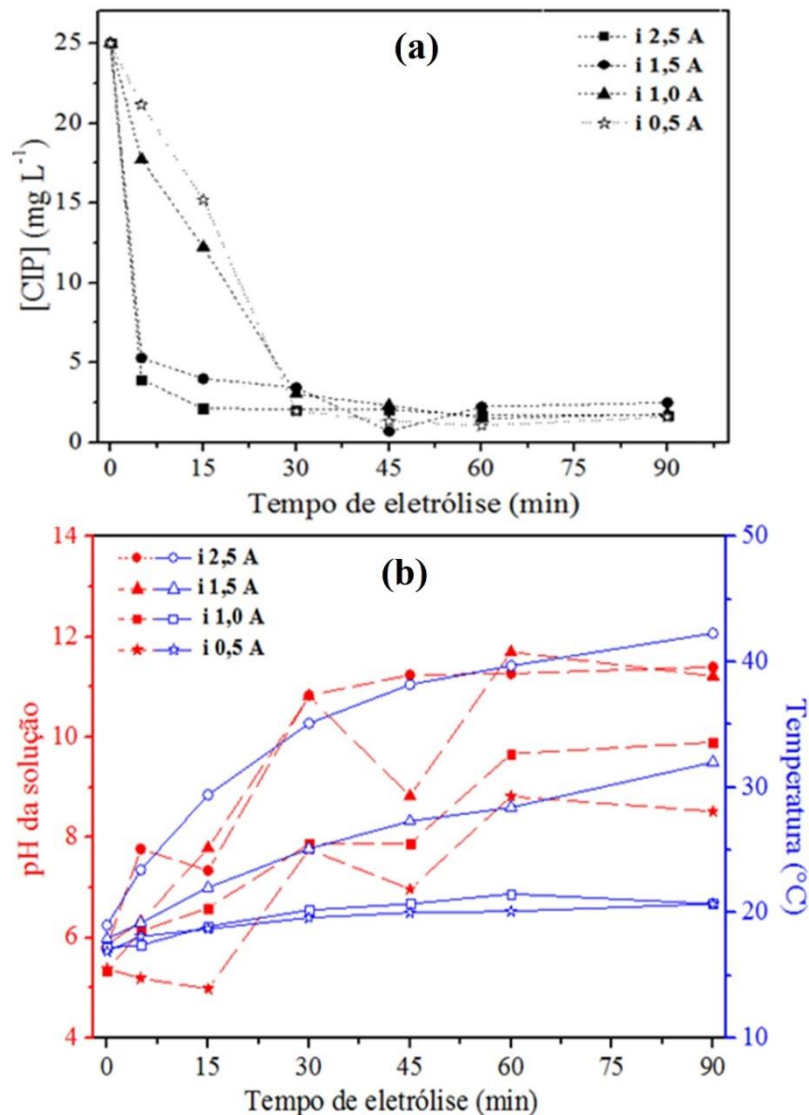 (a)
i 2,5 A
i 1,5 A
i 1,0 A
i 0,5 A
[CIP] (mg L⁻¹)
25
20
15
10
5
0
0 15 30 45 60 75 90
Tempo de eletrólise (min)
(b)
i 2,5 A
i 1,5 A
i 1,0 A
i 0,5 A
pH da solução
14
12
10
8
6
4
Temperatura (°C)
50
40
30
20
10
0 15 30 45 60 75 90
Tempo de eletrólise (min)